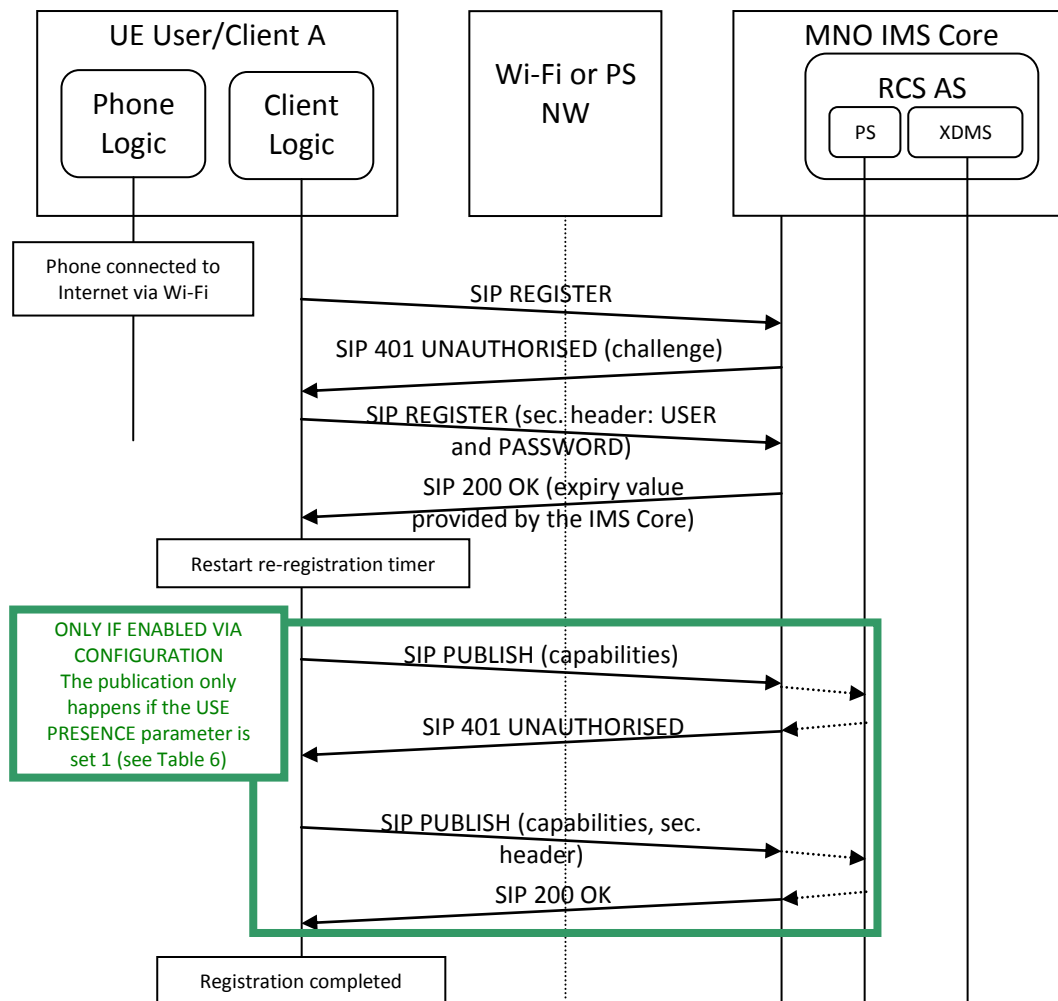 UE User/Client A
Phone
Logic
Client
Logic
Wi-Fi or PS
NW
MNO IMS Core
RCS AS
PS
XDMS
Phone connected to
Internet via Wi-Fi
SIP REGISTER
SIP 401 UNAUTHORISED (challenge)
SIP REGISTER (sec. header: USER
and PASSWORD)
SIP 200 OK (expiry value
provided by the IMS Core)
Restart re-registration timer
ONLY IF ENABLED VIA
CONFIGURATION
The publication only
happens if the USE
PRESENCE parameter is
set 1 (see Table 6)
SIP PUBLISH (capabilities)
SIP 401 UNAUTHORISED
SIP PUBLISH (capabilities, sec.
header)
SIP 200 OK
Registration completed